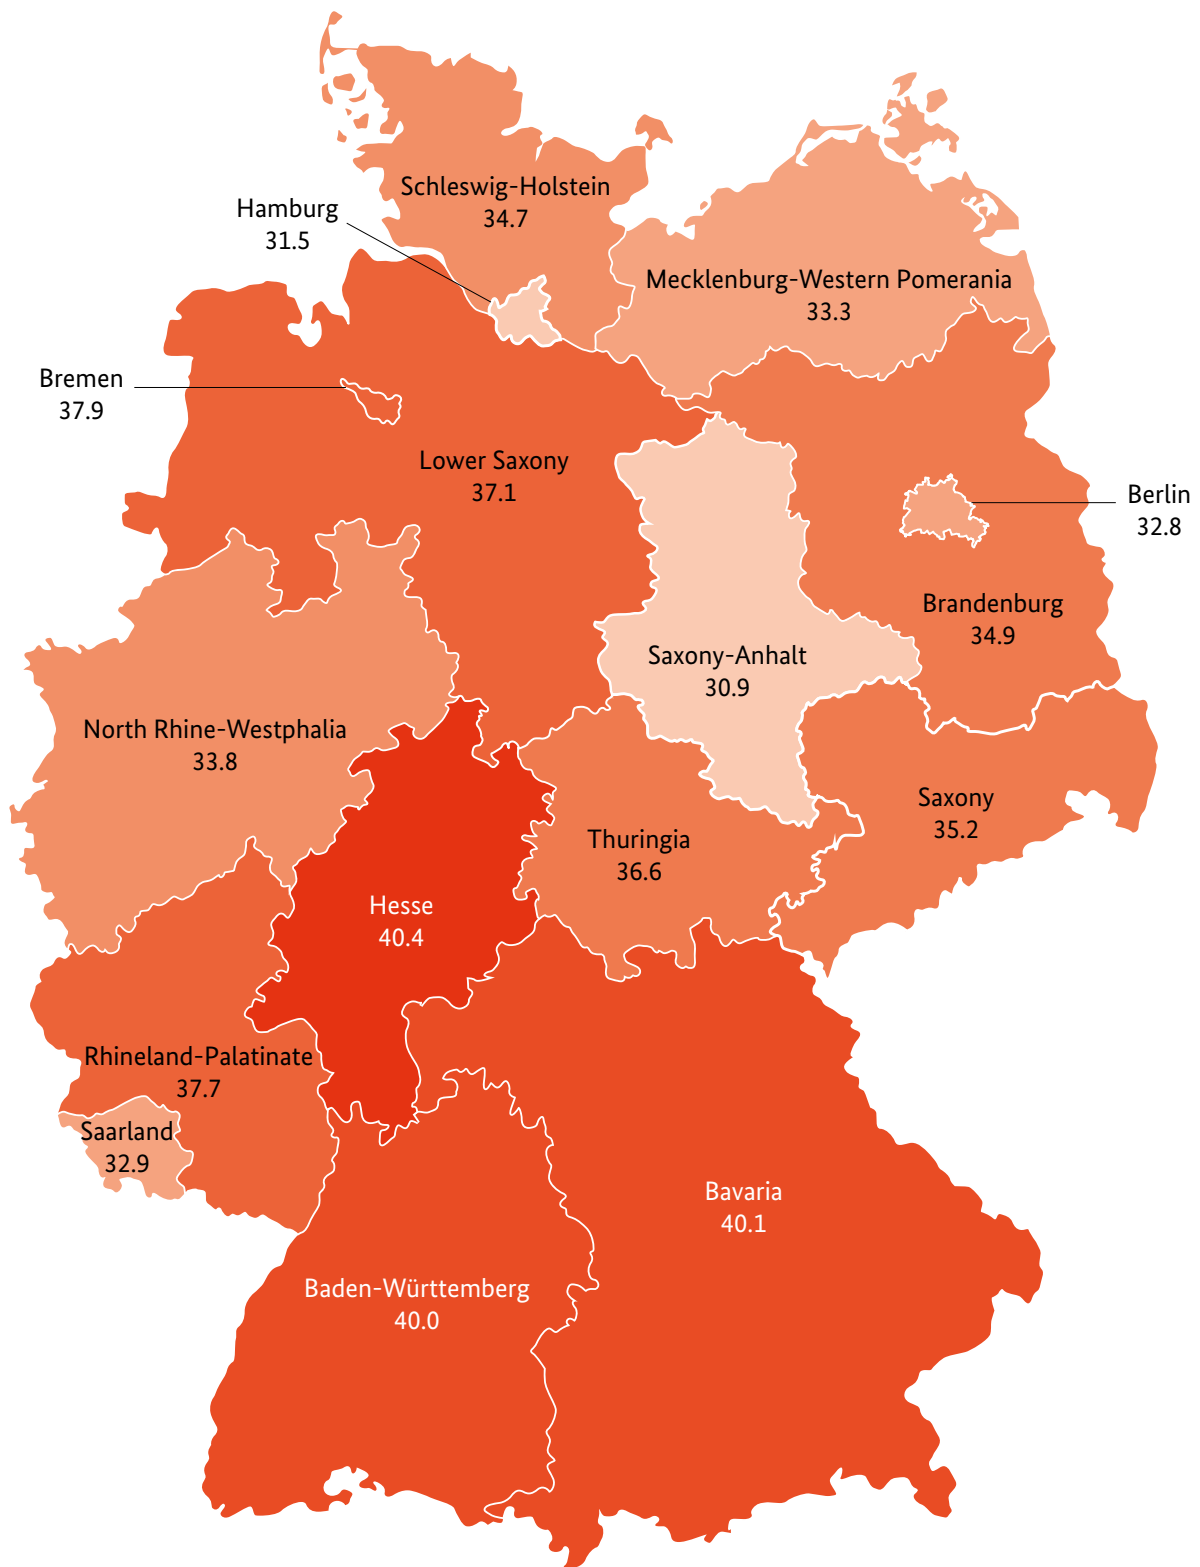 Schleswig-Holstein
34.7
Hamburg
31.5
Mecklenburg-Western Pomerania
33.3
Bremen
37.9
Lower Saxony
37.1
Berlin
32.8
Brandenburg
34.9
Saxony-Anhalt
30.9
North Rhine-Westphalia
33.8
Saxony
35.2
Thuringia
36.6
Hesse
40.4
Rhineland-Palatinate
37.7
Saarland
32.9
Bavaria
40.1
Baden-Württemberg
40.0